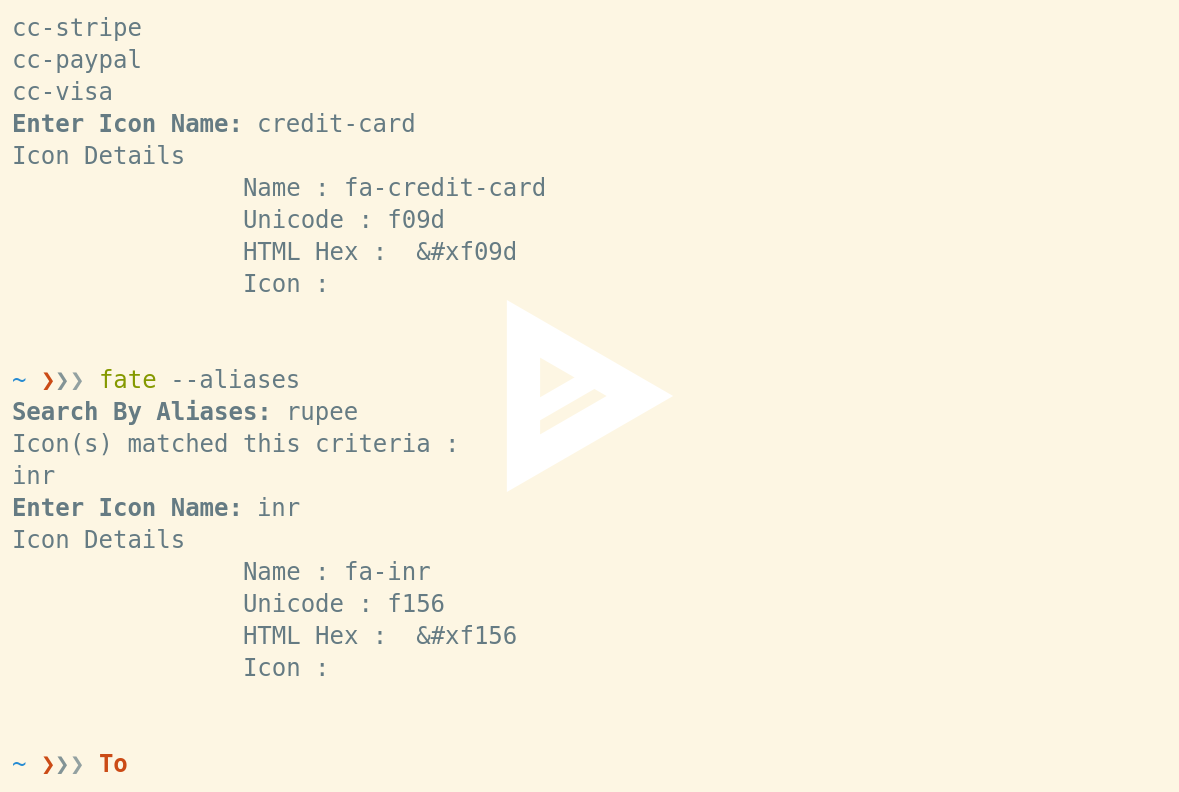 cc-stripe
cc-paypal
cc-visa
Enter Icon Name: credit-card
Icon Details
Name : fa-credit-card
Unicode : f09d
HTML Hex :  &#xf09d
Icon :
~ ❯❯❯ fate --aliases
Search By Aliases: rupee
Icon(s) matched this criteria :
inr
Enter Icon Name: inr
Icon Details
Name : fa-inr
Unicode : f156
HTML Hex :  &#xf156
Icon :
~ ❯❯❯ To